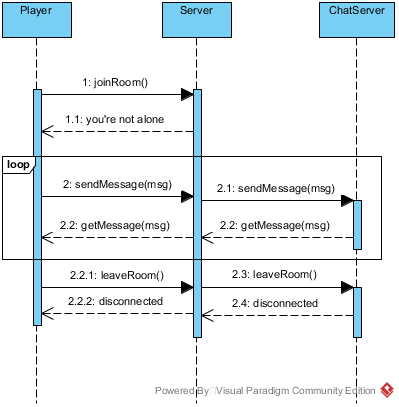 Player
Server
ChatServer
1: joinRoom()
1.1: you're not alone
loop
2: sendMessage(msg)
2.1: sendMessage(msg)
2.2: getMessage(msg)
2.2: getMessage(msg)
2.2.1: leaveRoom()
2.3: leaveRoom()
2.2.2: disconnected
2.4: disconnected
Powered By Visual Paradigm Community Edition